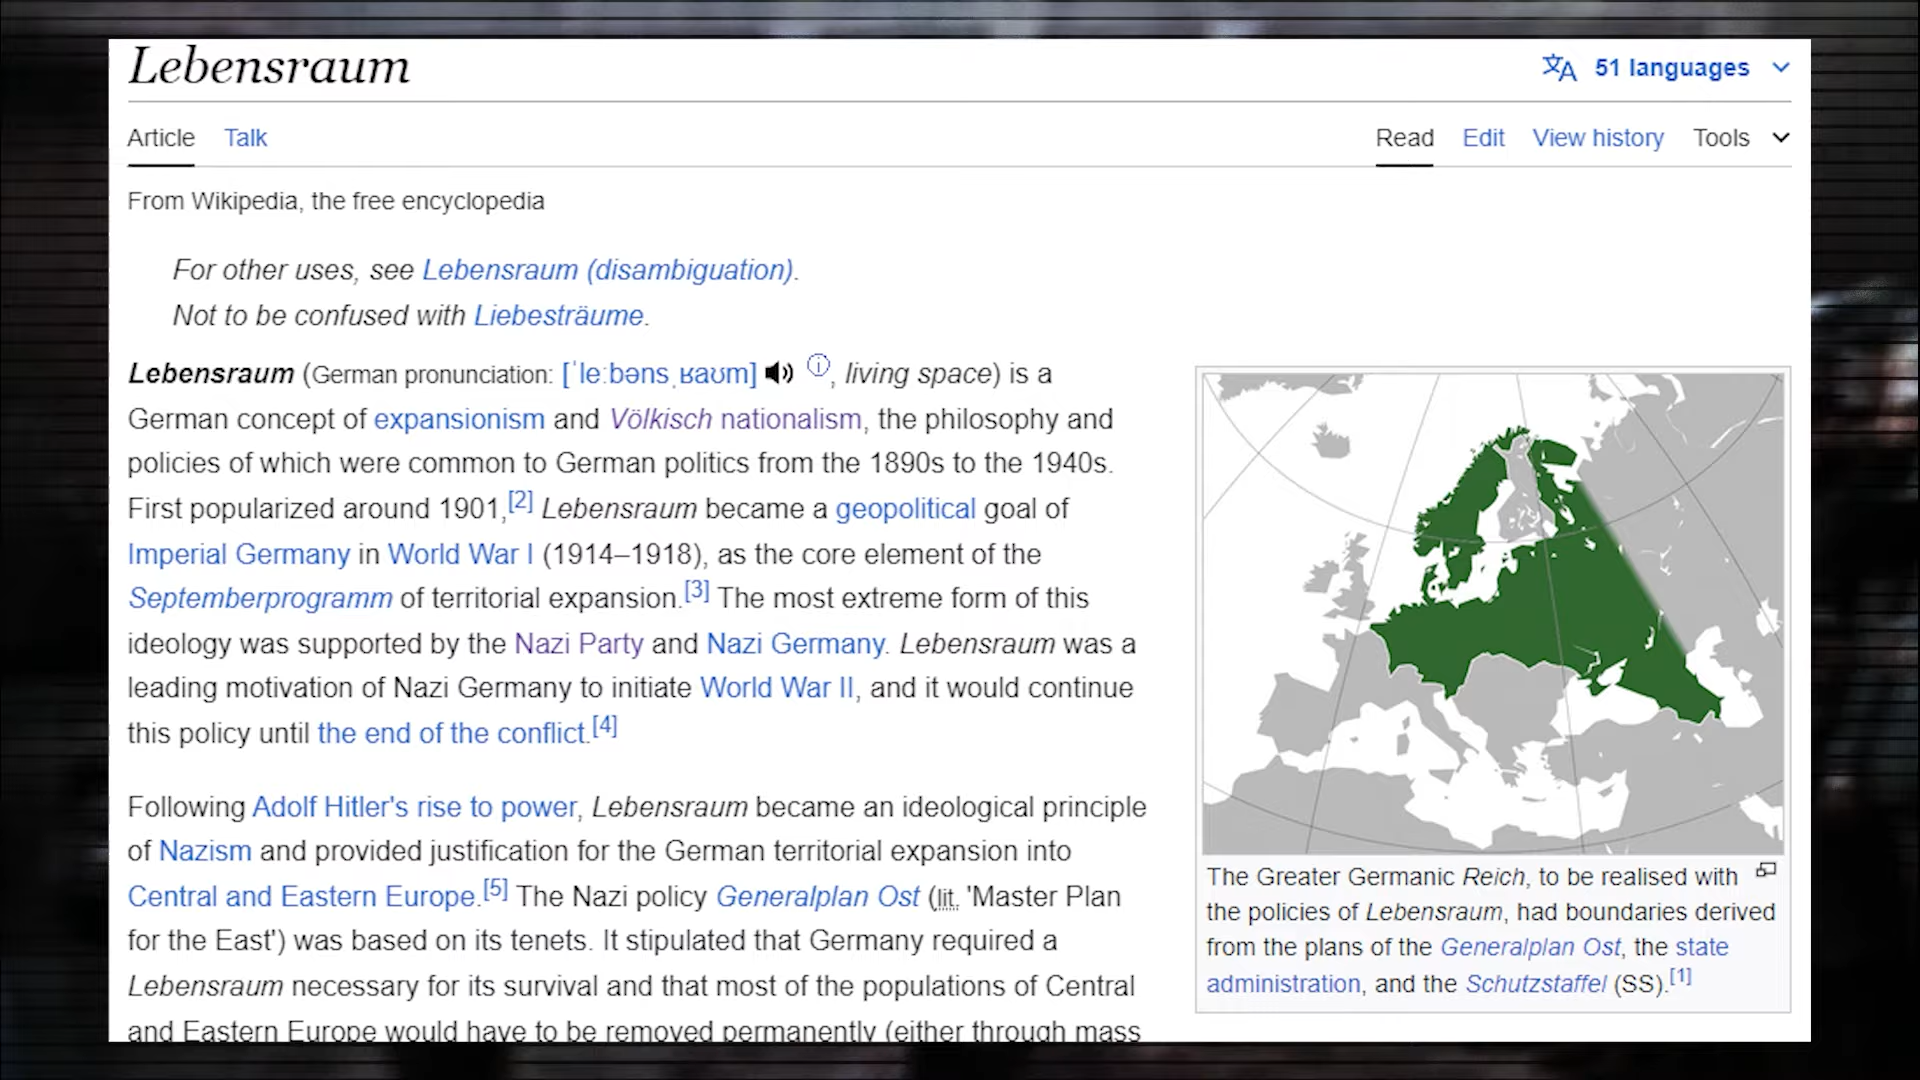 Lebensraum
51 languages
Article Talk
Read Edit View history Tools
From Wikipedia, the free encyclopedia
For other uses, see Lebensraum (disambiguation).
Not to be confused with Liebesträume.
Lebensraum (German pronunciation: [ˈleːbənsˌʁaʊm] , living space) is a
German concept of expansionism and Völkisch nationalism, the philosophy and
policies of which were common to German politics from the 1890s to the 1940s.
First popularized around 1901,[2] Lebensraum became a geopolitical goal of
Imperial Germany in World War I (1914–1918), as the core element of the
Septemberprogramm of territorial expansion.[3] The most extreme form of this
ideology was supported by the Nazi Party and Nazi Germany. Lebensraum was a
leading motivation of Nazi Germany to initiate World War II, and it would continue
this policy until the end of the conflict.[4]
Following Adolf Hitler's rise to power, Lebensraum became an ideological principle
of Nazism and provided justification for the German territorial expansion into
Central and Eastern Europe.[5] The Nazi policy Generalplan Ost (lit. 'Master Plan
for the East') was based on its tenets. It stipulated that Germany required a
Lebensraum necessary for its survival and that most of the populations of Central
and Eastern Europe would have to be removed permanently (either through mass
The Greater Germanic Reich, to be realised with
the policies of Lebensraum, had boundaries derived
from the plans of the Generalplan Ost, the state
administration, and the Schutzstaffel (SS).[1]